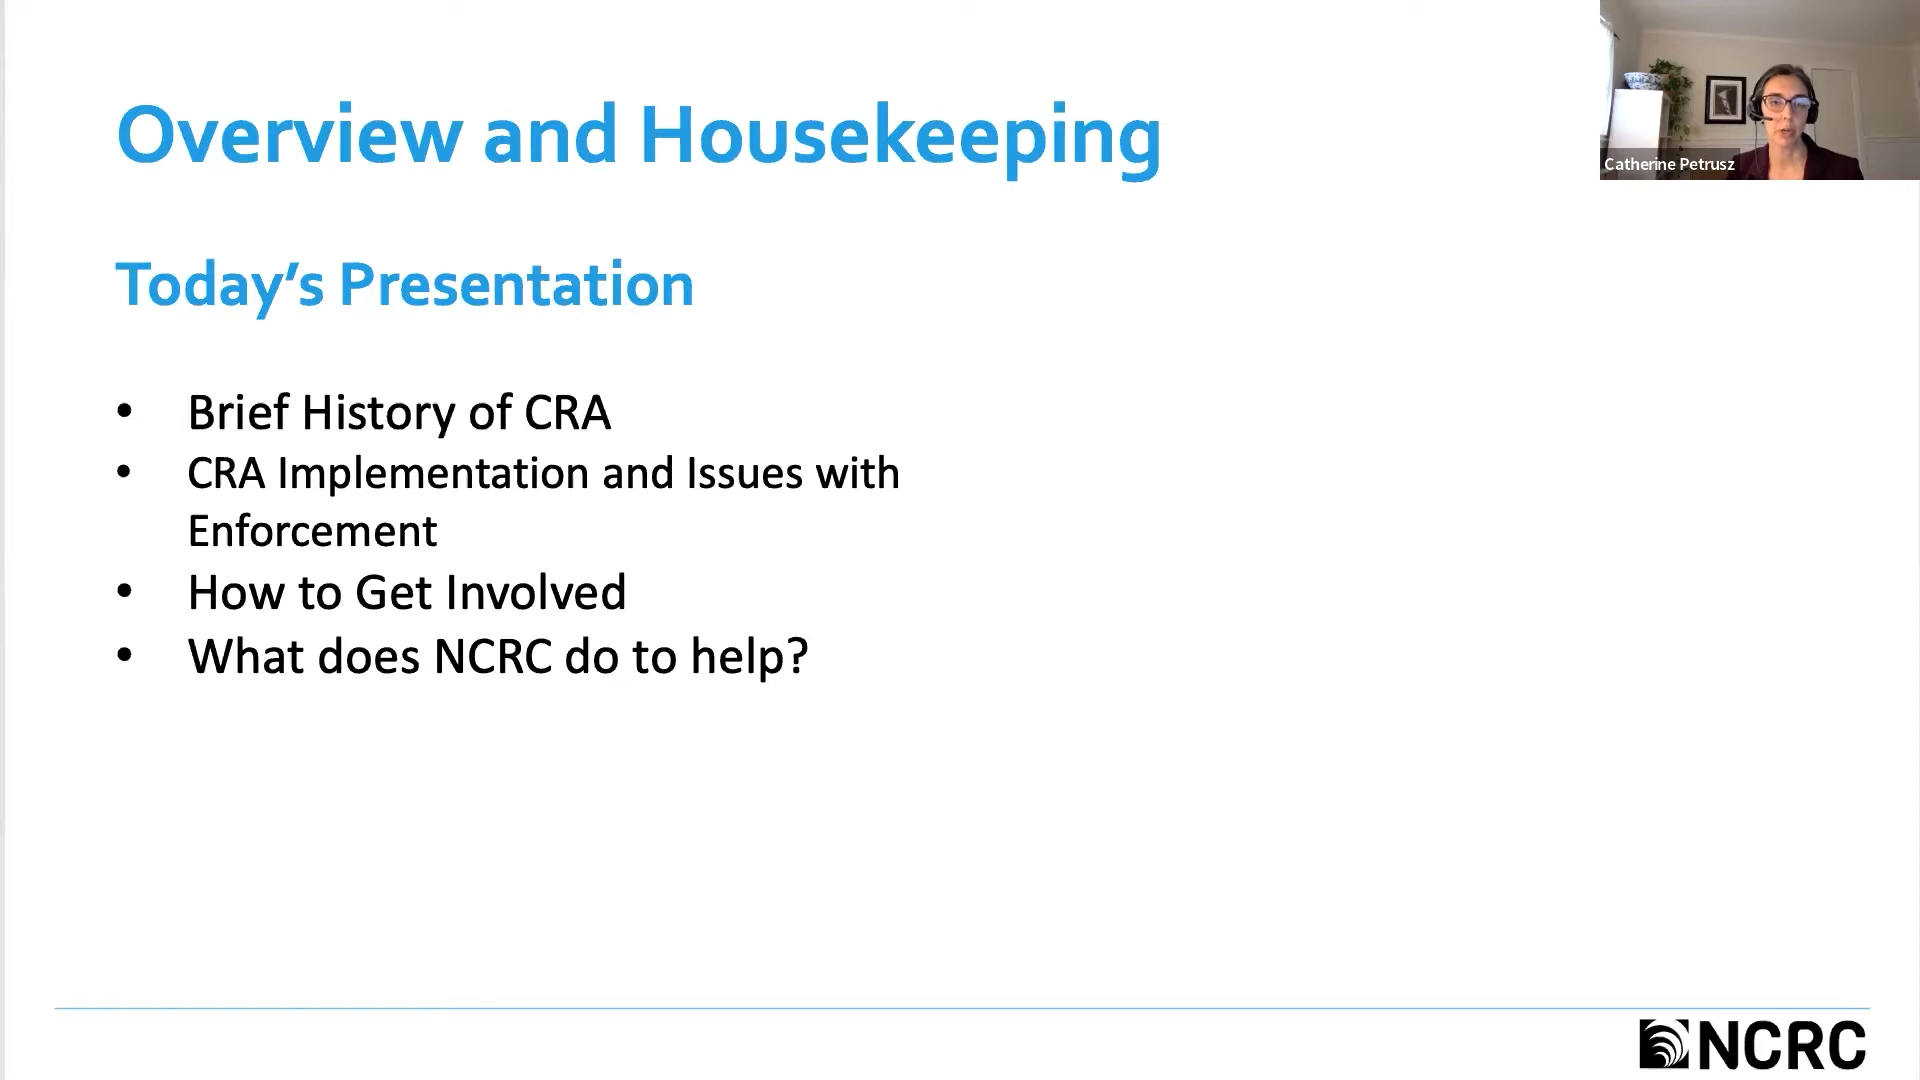 Overview and Housekeeping
Catherine Petrusz
Today’s Presentation
• Brief History of CRA
• CRA Implementation and Issues with
Enforcement
• How to Get Involved
• What does NCRC do to help?
NCRC